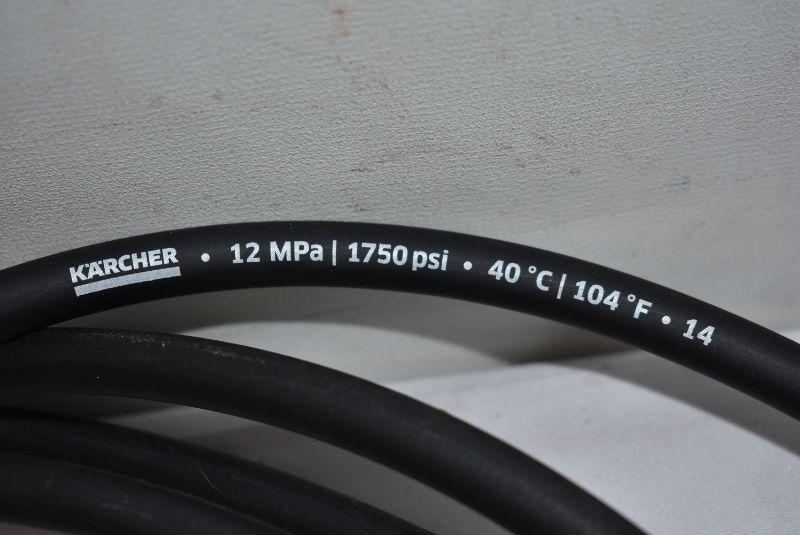 KÄRCHER • 12 MPa | 1750 psi • 40 °C | 104 °F • 14